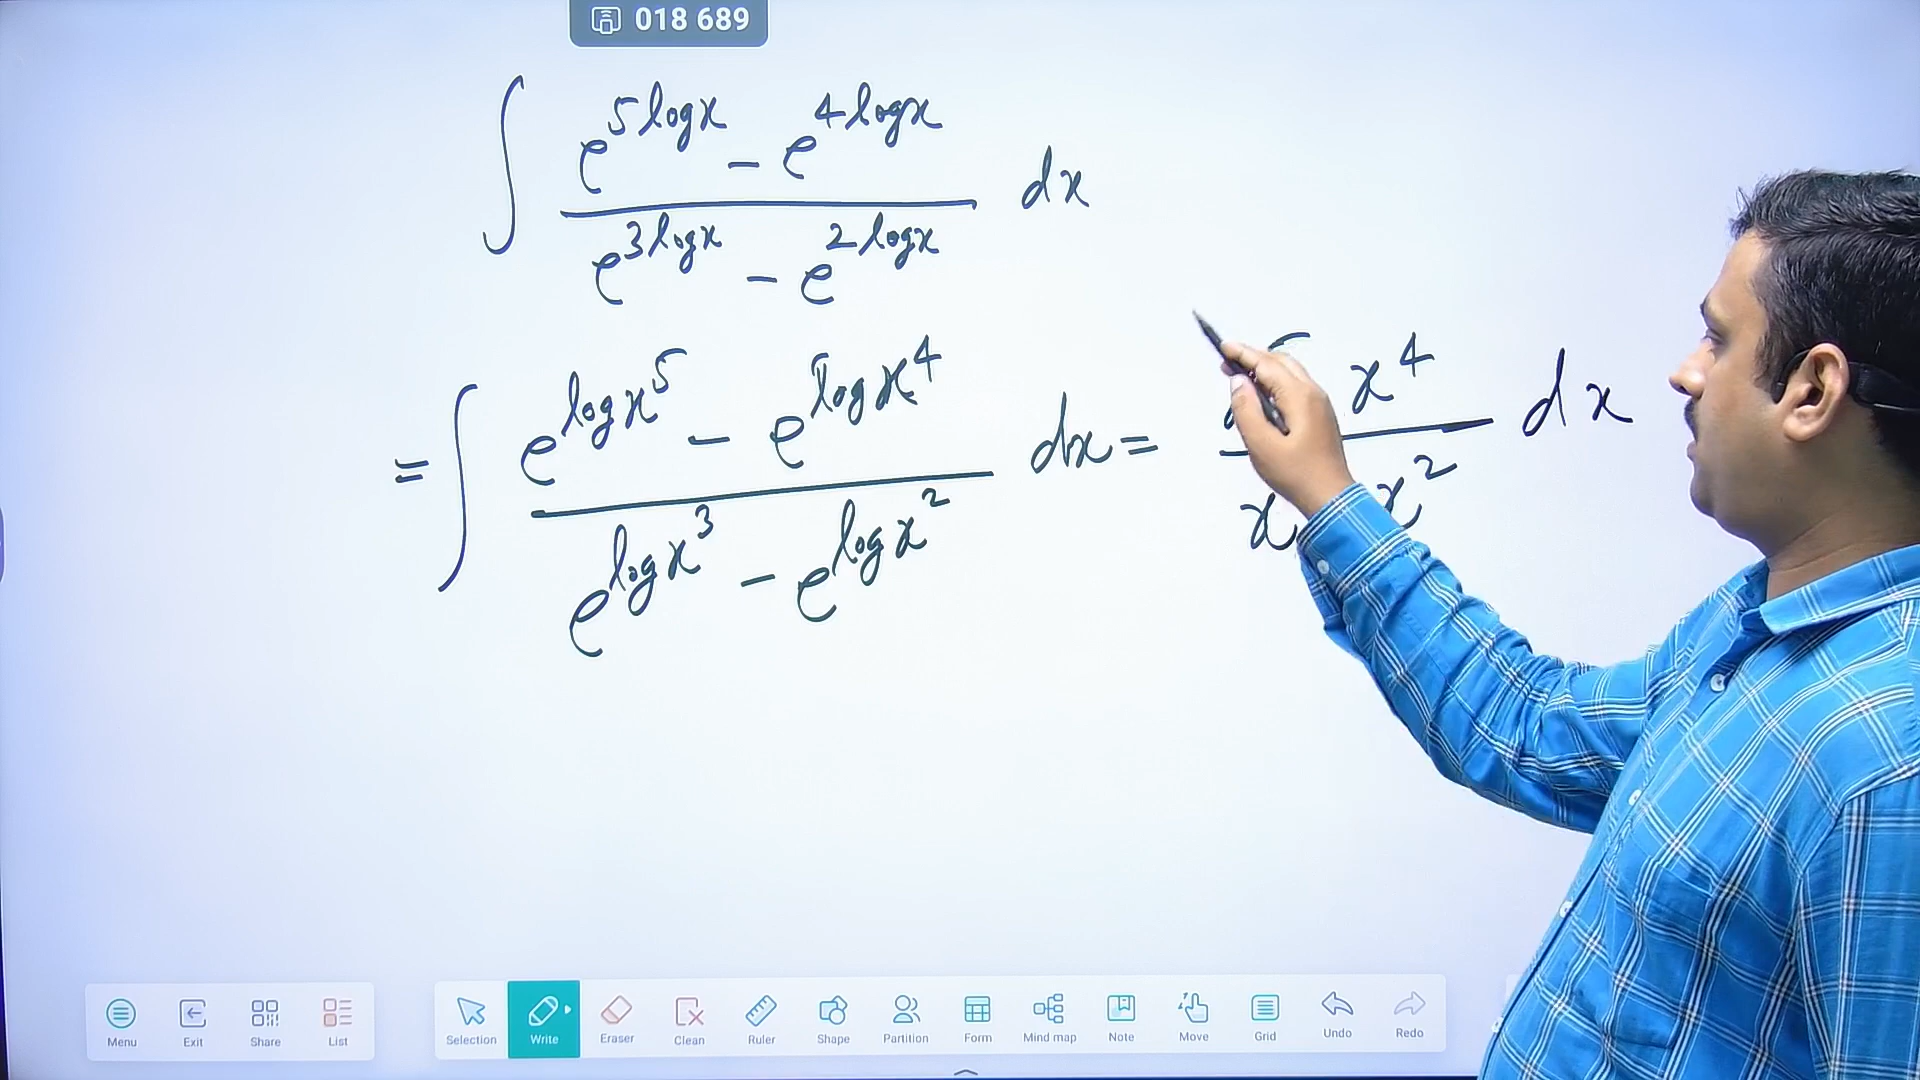 018 689
∫ (e^{5 log x} - e^{4 log x}) / (e^{3 log x} - e^{2 log x}) dx
= ∫ (e^{log x^5} - e^{log x^4}) / (e^{log x^3} - e^{log x^2}) dx = x^4 / x x^2 dx
Menu Exit Share List Selection Write Eraser Clean Ruler Shape Partition Form Mind map Note Move Grid Undo Redo